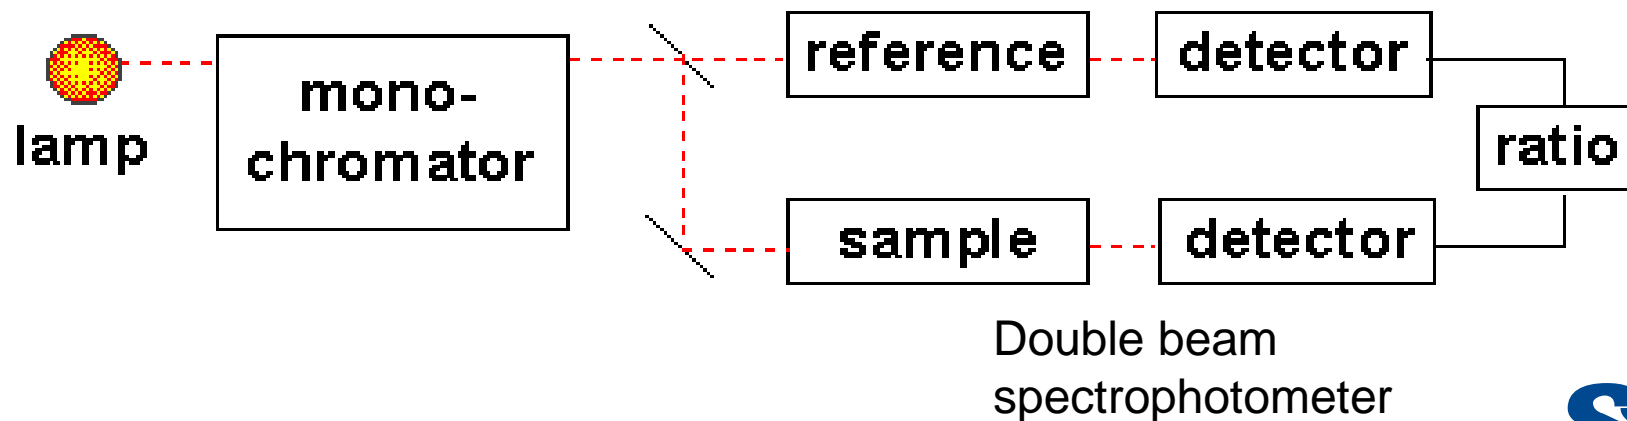 lamp
mono-
chromator
reference
detector
ratio
sample
detector
Double beam
spectrophotometer
S